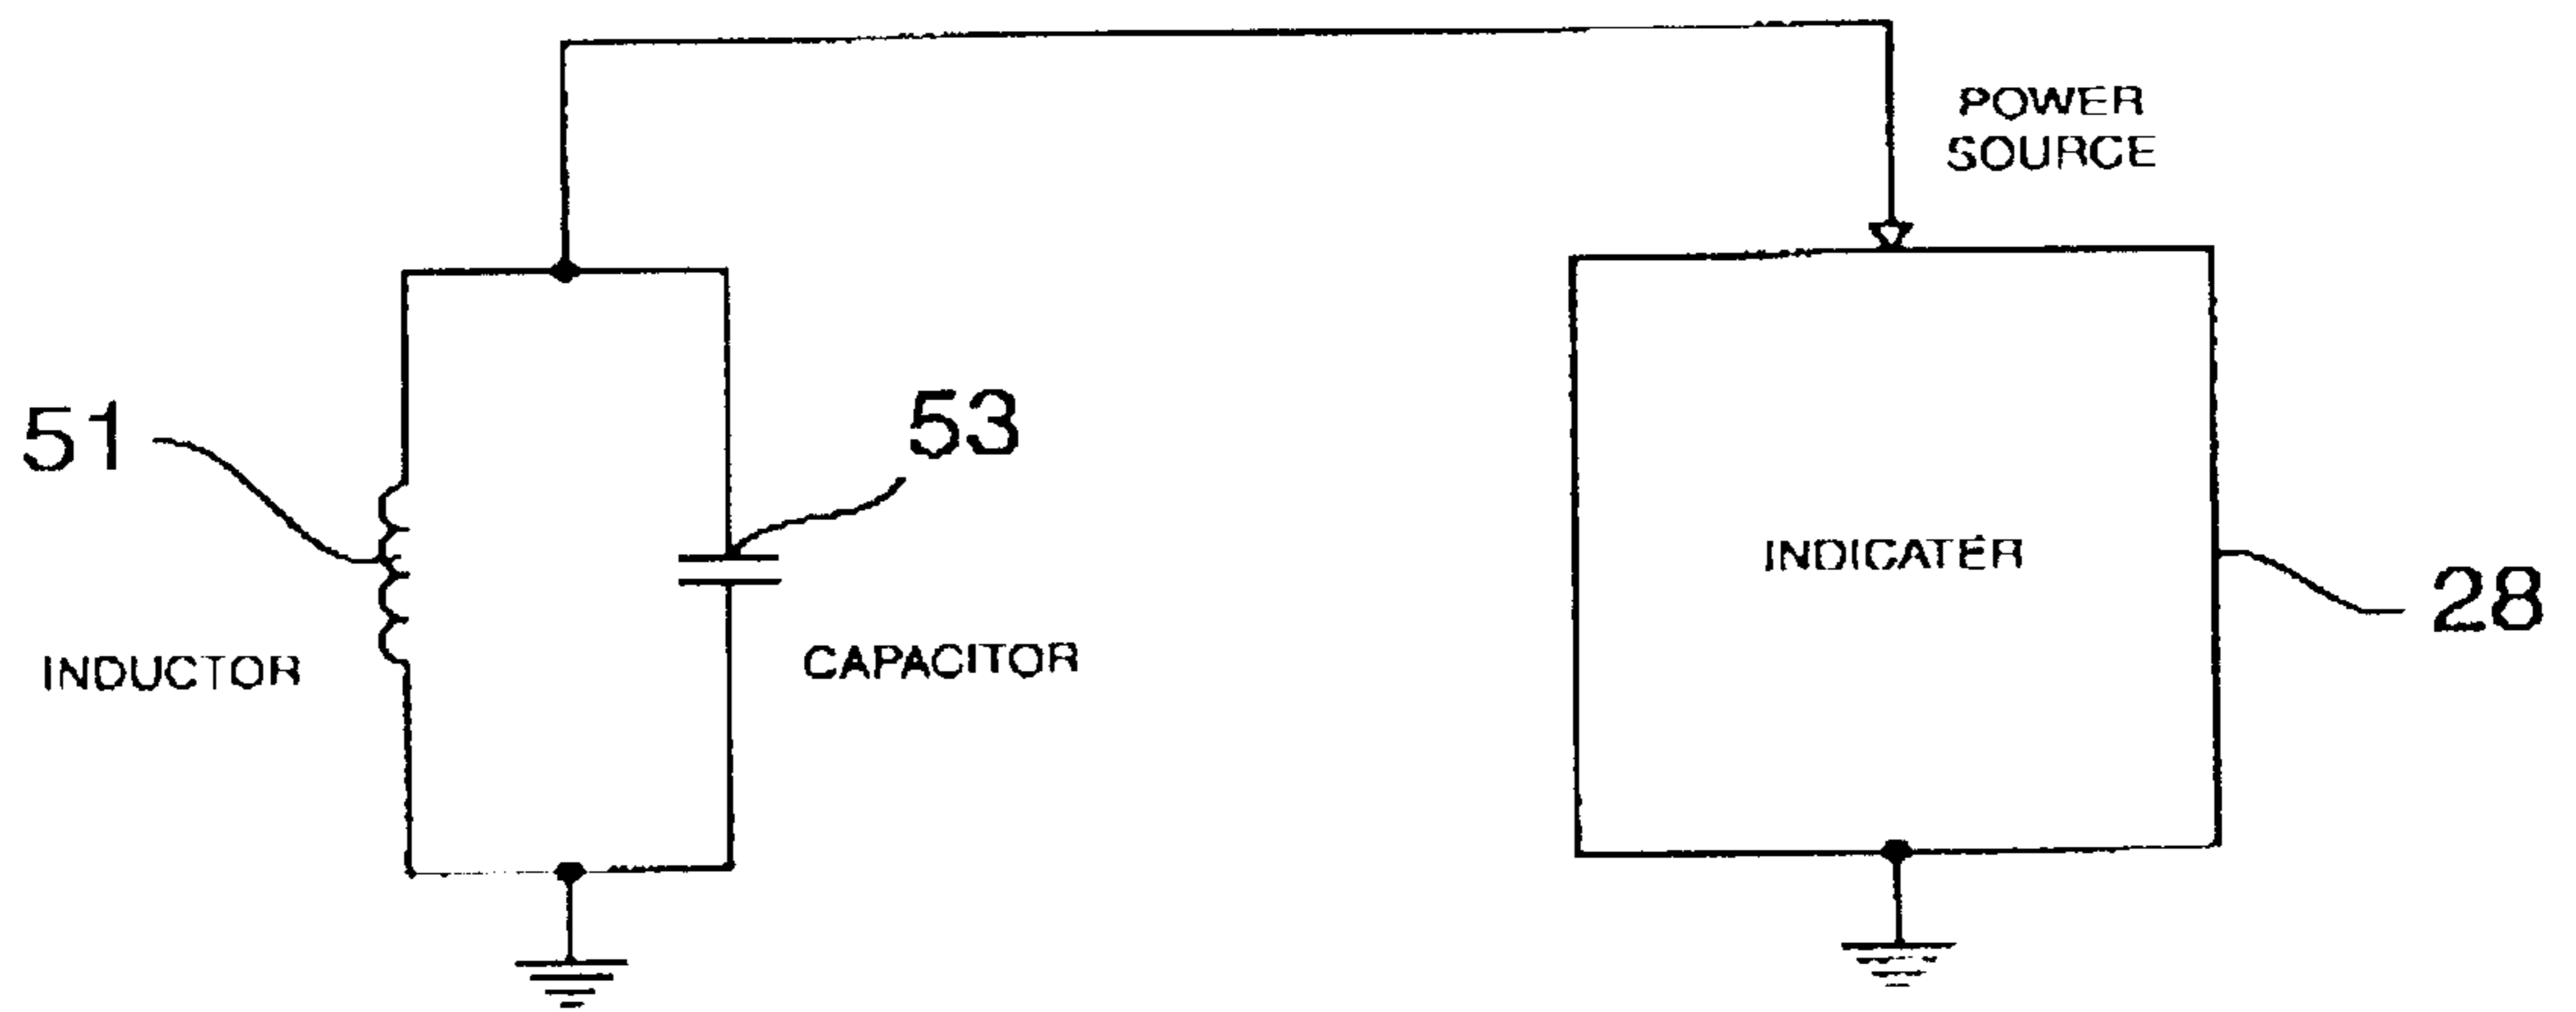 POWER
SOURCE
51
53
INDICATER
28
INDUCTOR
CAPACITOR